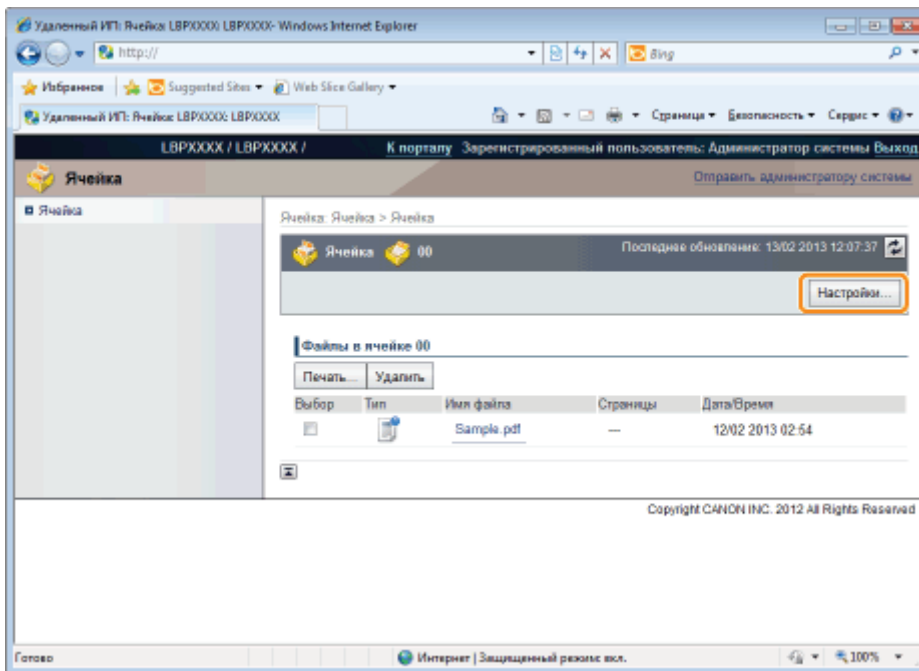 Удаленный ИП: Ячейка: LBPXXXX: LBPXXXX- Windows Internet Explorer
http://
Bing
Избранное Suggested Sites Web Slice Gallery
Удаленный ИП: Ячейка: LBPXXXX: LBPXXXX
Страница Безопасность Сервис
LBPXXXX / LBPXXXX /
К порталу Зарегистрированный пользователь: Администратор системы Выход
Ячейка
Отправить администратору системы
Ячейка
Ячейка: Ячейка > Ячейка
Ячейка 00
Последнее обновление: 13/02 2013 12:07:37
Настройки...
Файлы в ячейке 00
Печать... Удалить
Выбор Тип Имя файла Страницы Дата/Время
Sample.pdf — 12/02 2013 02:54
Copyright CANON INC. 2012 All Rights Reserved
Готово Интернет | Защищенный режим: вкл. 100%